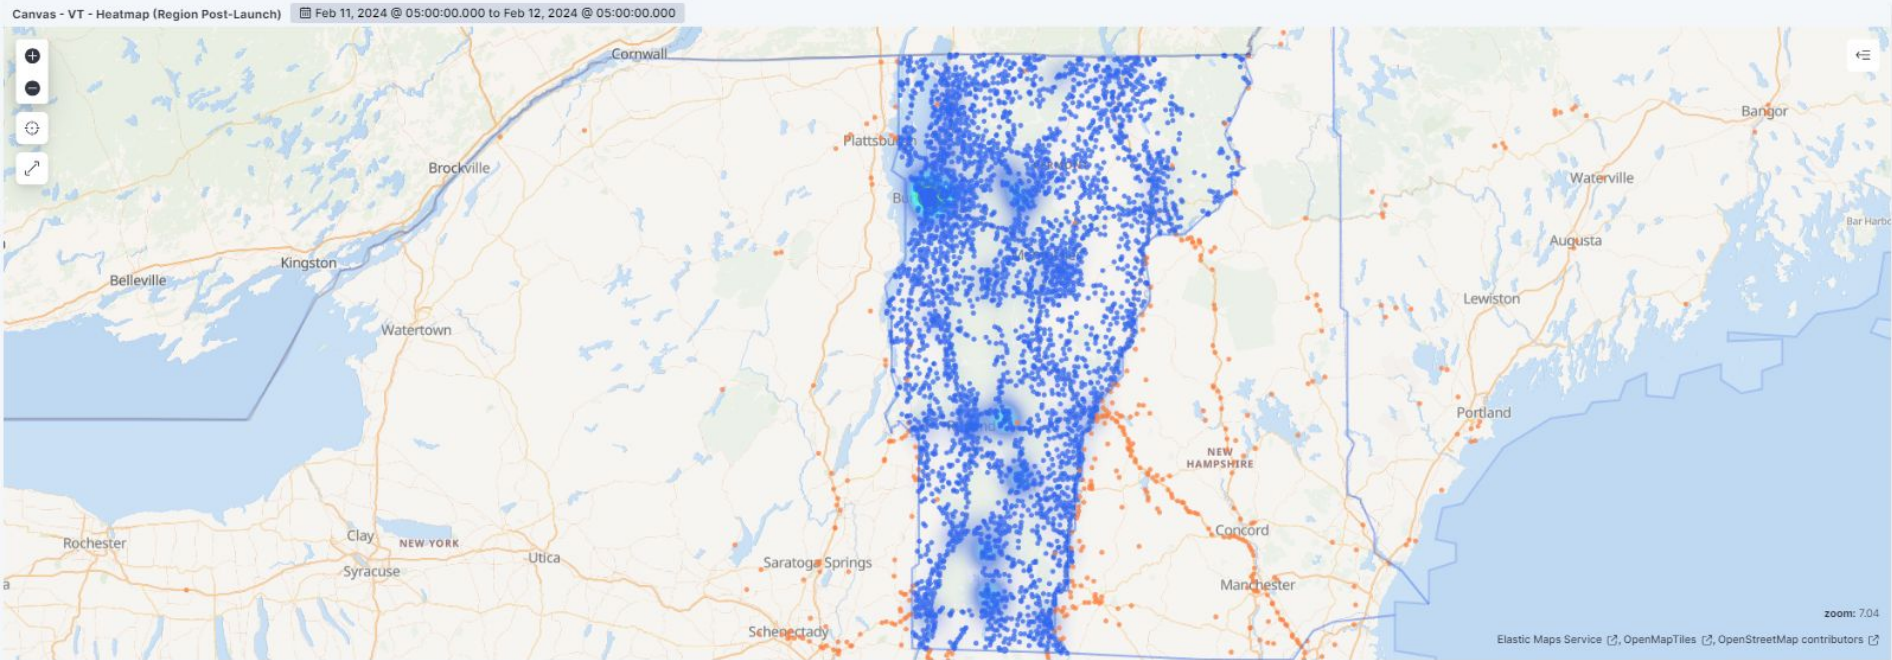 Canvas - VT - Heatmap (Region Post-Launch)
Feb 11, 2024 @ 05:00:00.000 to Feb 12, 2024 @ 05:00:00.000
Cornwall
Bangor
Brockville
Waterville
Bar Harbo
Augusta
Kingston
Belleville
Lewiston
Watertown
Portland
NEW
HAMPSHIRE
Concord
Clay
Rochester
NEW YORK
Utica
Saratoga Springs
Syracuse
Manchester
zoom: 7.04
Schenectady
Elastic Maps Service, OpenMapTiles, OpenStreetMap contributors